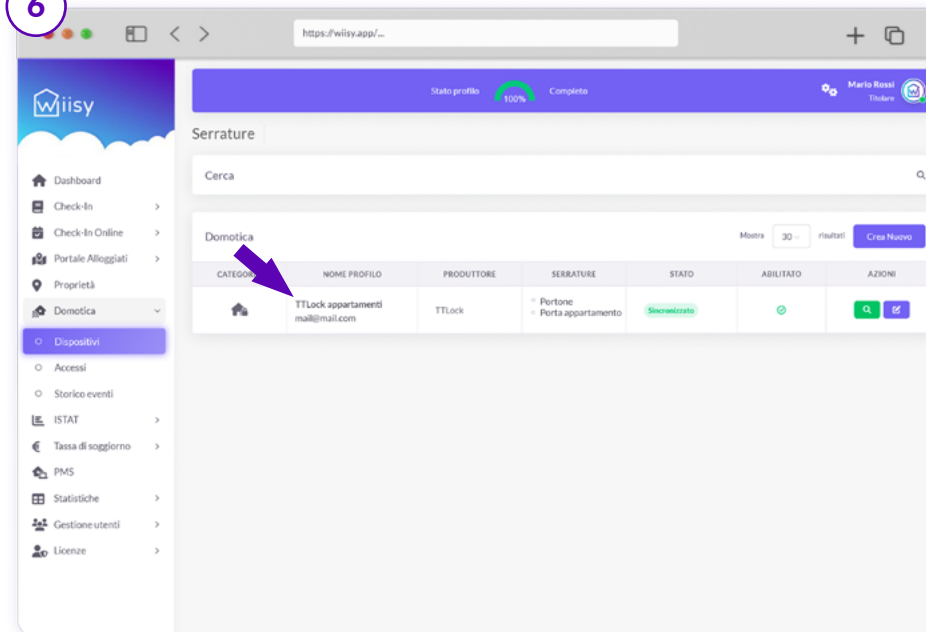 6
https://wiisy.app/...
wiisy
Stato profilo
100%
Completo
Mario Rossi
Titolare
Serrature
Cerca
Dashboard
Check-In
Check-In Online
Portale Alloggiati
Proprietà
Domotica
Dispositivi
Accessi
Storico eventi
ISTAT
Tassa di soggiorno
PMS
Statistiche
Gestione utenti
Licenze
Domotica
Mostra 30 risultati
Crea Nuovo
CATEGOR NOME PROFILO PRODUTTORE SERRATURE STATO ABILITATO AZIONI
TTLock appartamenti
mail@mail.com
TTLock
Portone
Porta appartamento
Sincronizzato